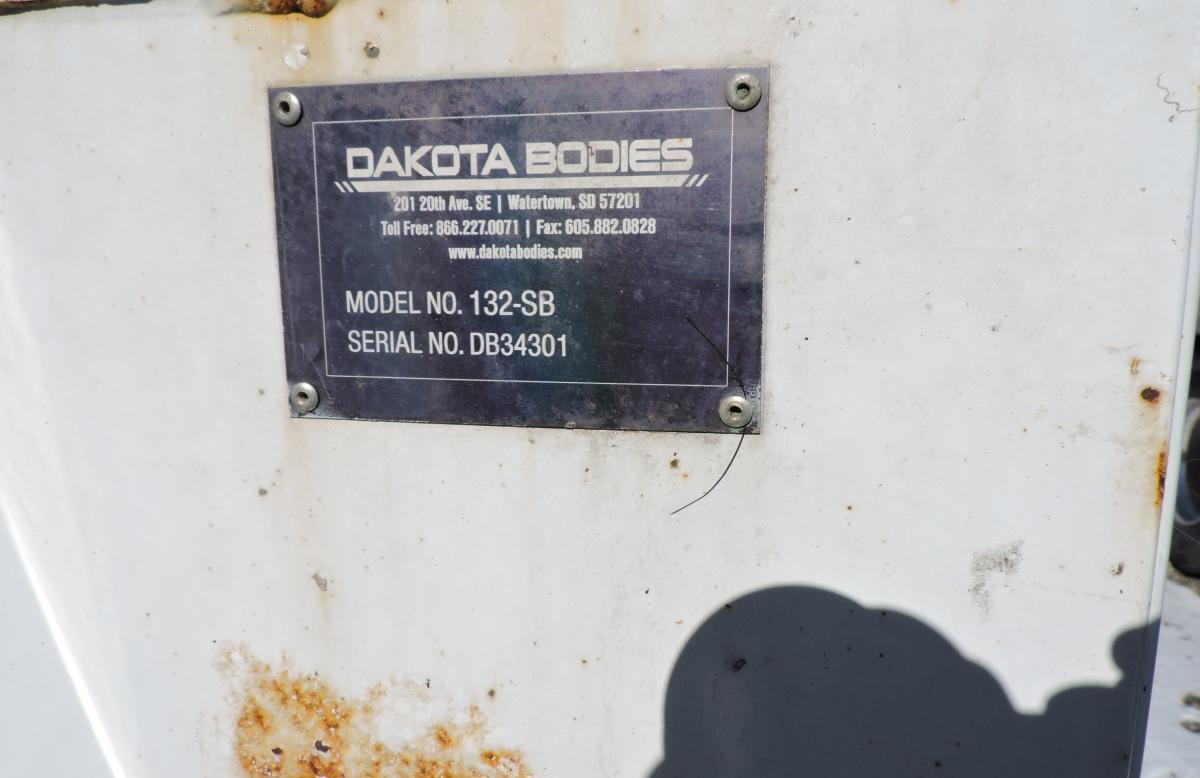 DAKOTA BODIES
201 20th Ave. SE | Watertown, SD 57201
Toll Free: 866.227.0071 | Fax: 605.882.0828
www.dakotabodies.com
MODEL NO. 132-SB
SERIAL NO. DB34301